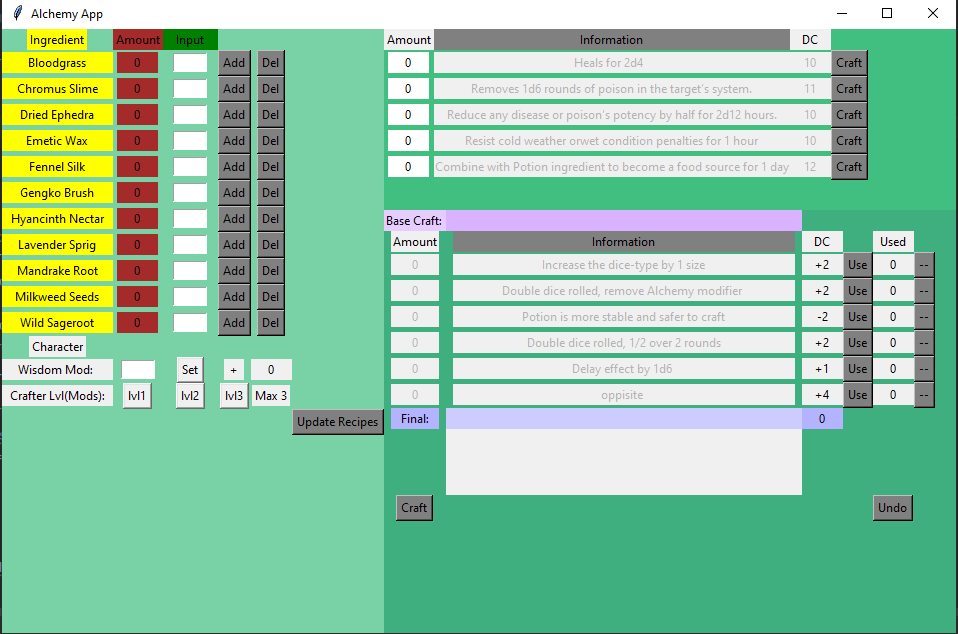 Alchemy App
Ingredient Amount Input
Bloodgrass 0 Add Del
Chromus Slime 0 Add Del
Dried Ephedra 0 Add Del
Emetic Wax 0 Add Del
Fennel Silk 0 Add Del
Gengko Brush 0 Add Del
Hyancinth Nectar 0 Add Del
Lavender Sprig 0 Add Del
Mandrake Root 0 Add Del
Milkweed Seeds 0 Add Del
Wild Sageroot 0 Add Del
Character
Wisdom Mod: Set + 0
Crafter Lvl(Mods): lvl1 lvl2 lvl3 Max 3
Update Recipes
Amount Information DC
0 Heals for 2d4 10 Craft
0 Removes 1d6 rounds of poison in the target's system. 11 Craft
0 Reduce any disease or poison's potency by half for 2d12 hours. 10 Craft
0 Resist cold weather orwet condition penalties for 1 hour 10 Craft
0 Combine with Potion ingredient to become a food source for 1 day 12 Craft
Base Craft:
Amount Information DC Used
0 Increase the dice-type by 1 size +2 Use 0 --
0 Double dice rolled, remove Alchemy modifier +2 Use 0 --
0 Potion is more stable and safer to craft -2 Use 0 --
0 Double dice rolled, 1/2 over 2 rounds +2 Use 0 --
0 Delay effect by 1d6 +1 Use 0 --
0 oppisite +4 Use 0 --
Final: 0
Craft Undo